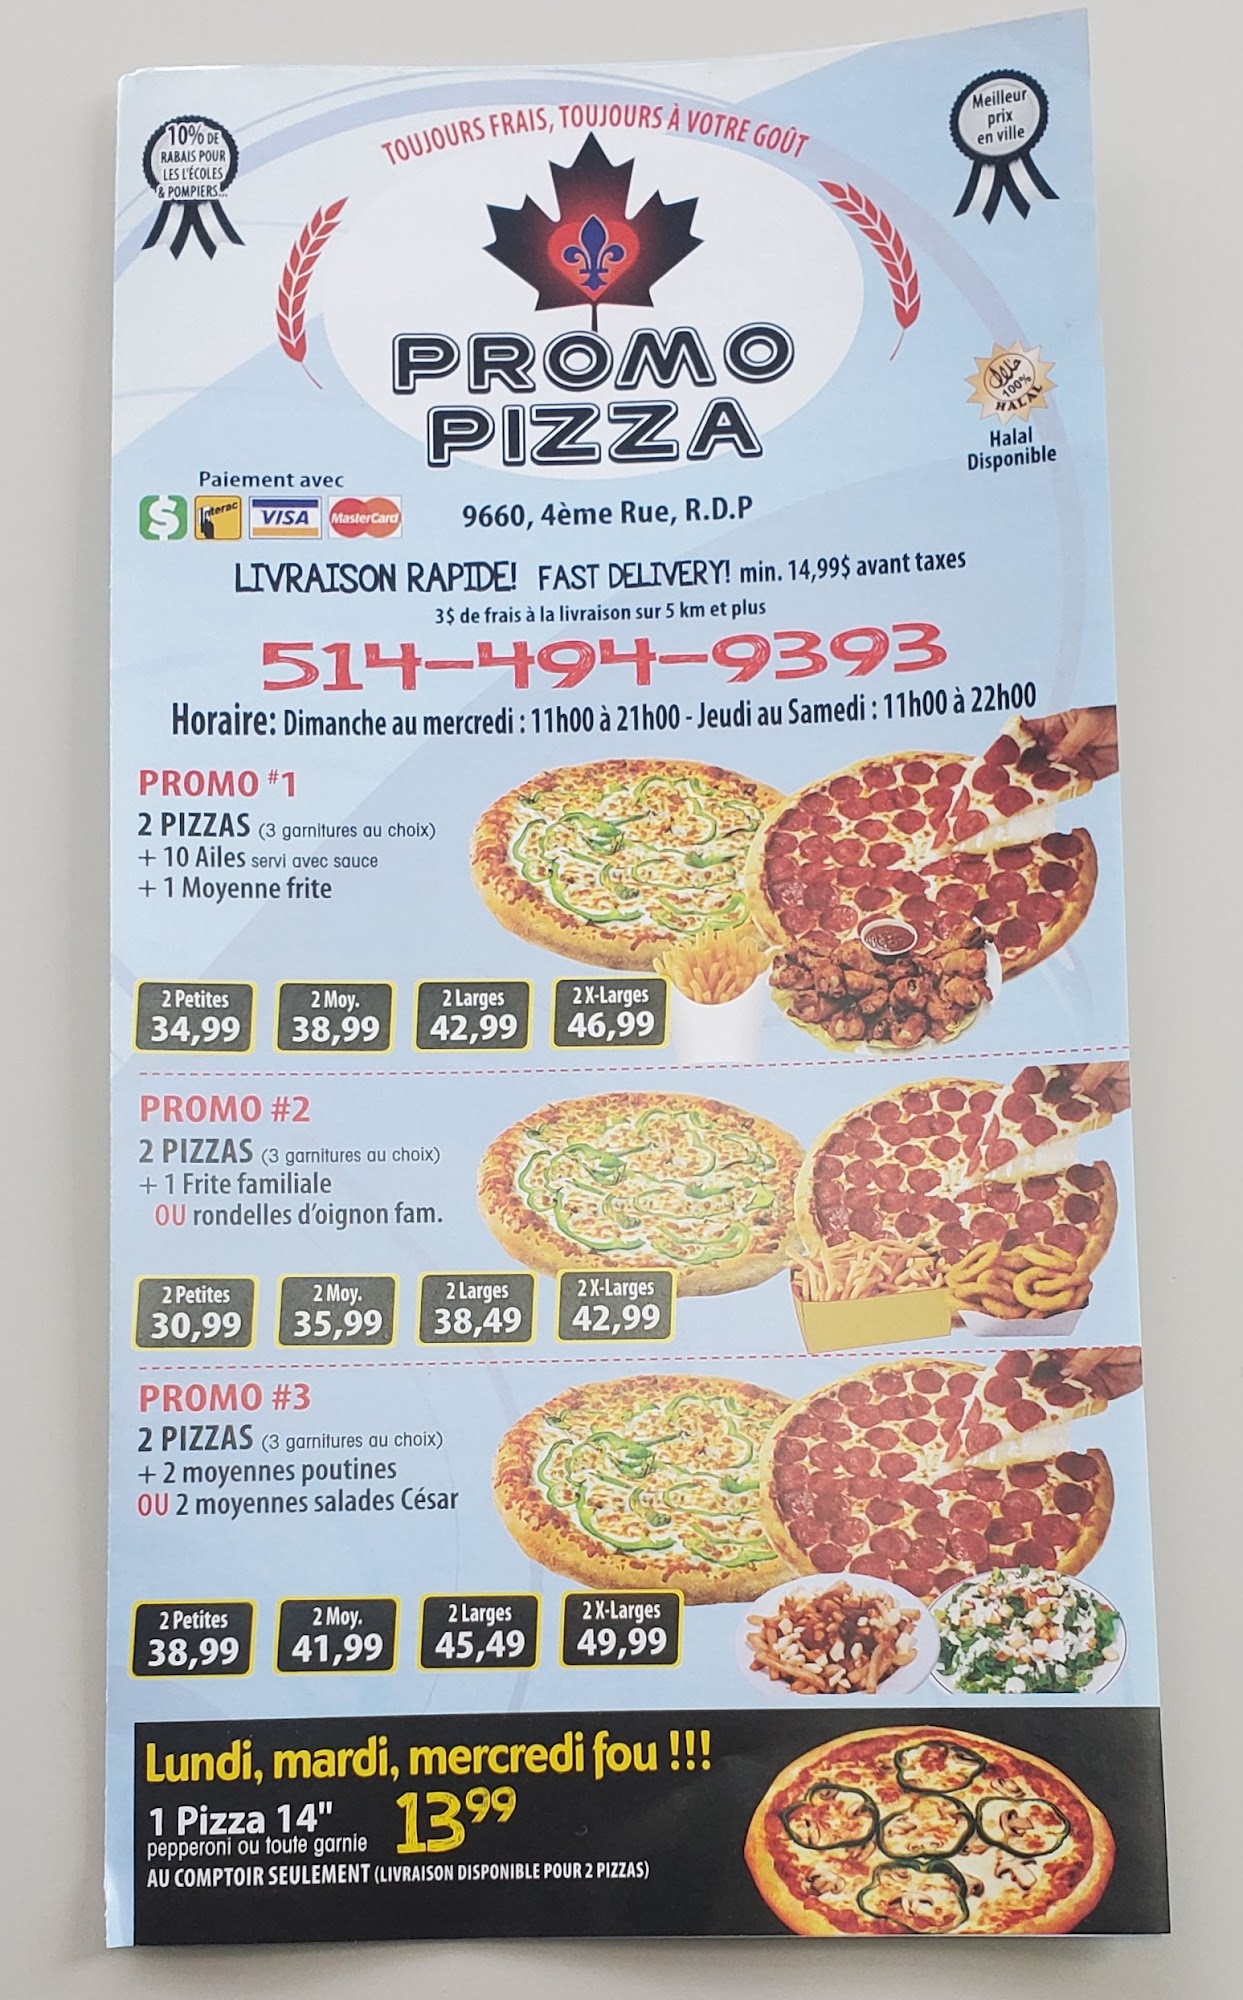 10% DE
RABAIS POUR
LES L'ÉCOLES
& POMPIERS...
TOUJOURS FRAIS, TOUJOURS À VOTRE GOÛT
Meilleur
prix
en ville
PROMO
PIZZA
حلال
100%
HALAL
Halal
Disponible
Paiement avec
$ Interac VISA MasterCard
9660, 4ème Rue, R.D.P
LIVRAISON RAPIDE! FAST DELIVERY! min. 14,99$ avant taxes
3$ de frais à la livraison sur 5 km et plus
514-494-9393
Horaire: Dimanche au mercredi : 11h00 à 21h00 - Jeudi au Samedi : 11h00 à 22h00
PROMO #1
2 PIZZAS (3 garnitures au choix)
+ 10 Ailes servi avec sauce
+ 1 Moyenne frite
2 Petites 2 Moy. 2 Larges 2 X-Larges
34,99 38,99 42,99 46,99
PROMO #2
2 PIZZAS (3 garnitures au choix)
+ 1 Frite familiale
OU rondelles d'oignon fam.
2 Petites 2 Moy. 2 Larges 2 X-Larges
30,99 35,99 38,49 42,99
PROMO #3
2 PIZZAS (3 garnitures au choix)
+ 2 moyennes poutines
OU 2 moyennes salades César
2 Petites 2 Moy. 2 Larges 2 X-Larges
38,99 41,99 45,49 49,99
Lundi, mardi, mercredi fou !!!
1 Pizza 14" 13⁹⁹
pepperoni ou toute garnie
AU COMPTOIR SEULEMENT (LIVRAISON DISPONIBLE POUR 2 PIZZAS)